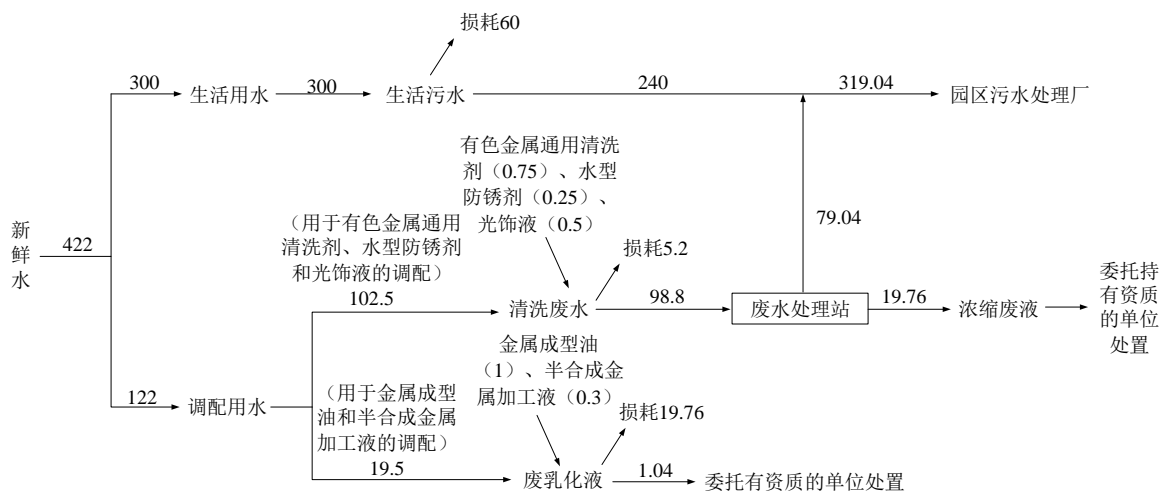 损耗60
300
生活用水
300
生活污水
240
319.04
园区污水处理厂
有色金属通用清洗
剂（0.75）、水型
防锈剂（0.25）、
光饰液（0.5）
79.04
（用于有色金属通用
清洗剂、水型防锈剂
和光饰液的调配）
新
鲜
水
422
损耗5.2
102.5
清洗废水
98.8
废水处理站
19.76
浓缩废液
委托持
有资质
的单位
处置
金属成型油
（1）、半合成金
属加工液（0.3）
122
调配用水
（用于金属成型
油和半合成金属
加工液的调配）
损耗19.76
19.5
废乳化液
1.04
委托有资质的单位处置